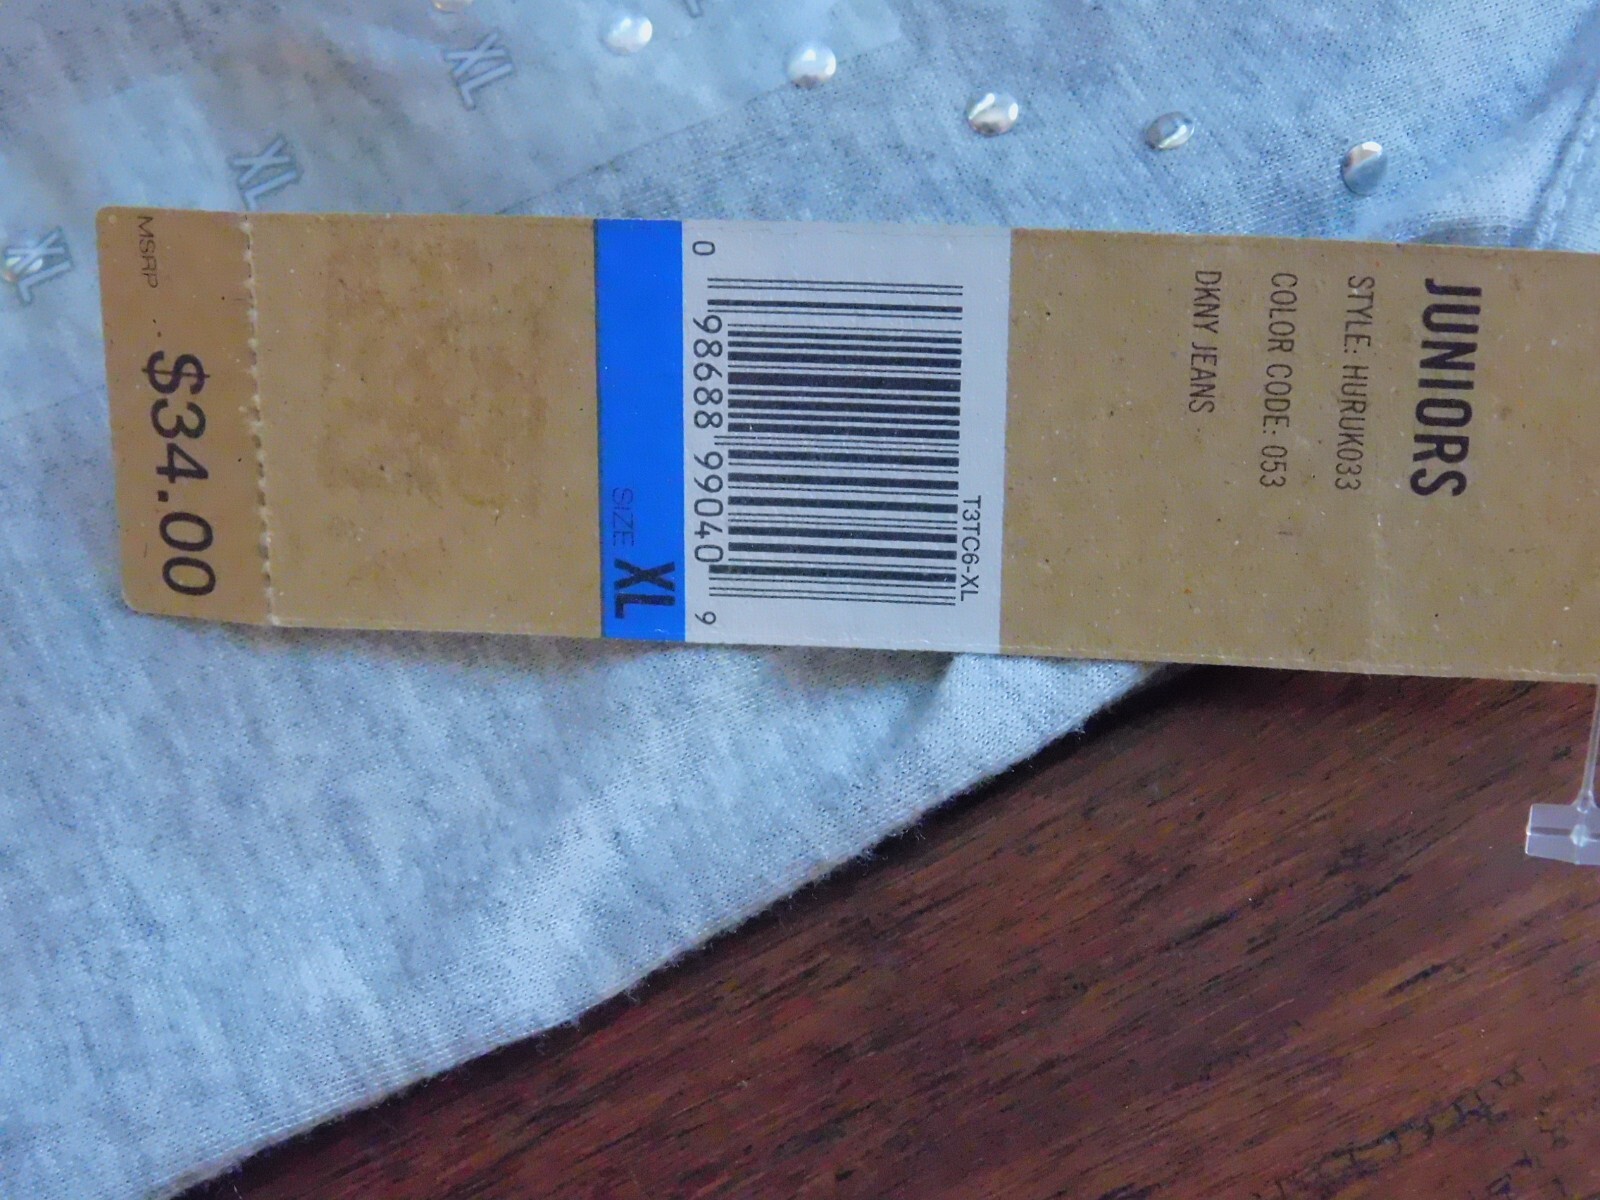 JUNIORS
STYLE: HURUK033
COLOR CODE: 053
DKNY JEANS
T3TC6-XL
0 98688 99040 9
SIZE XL
MSRP
$34.00
XL
XL
XL